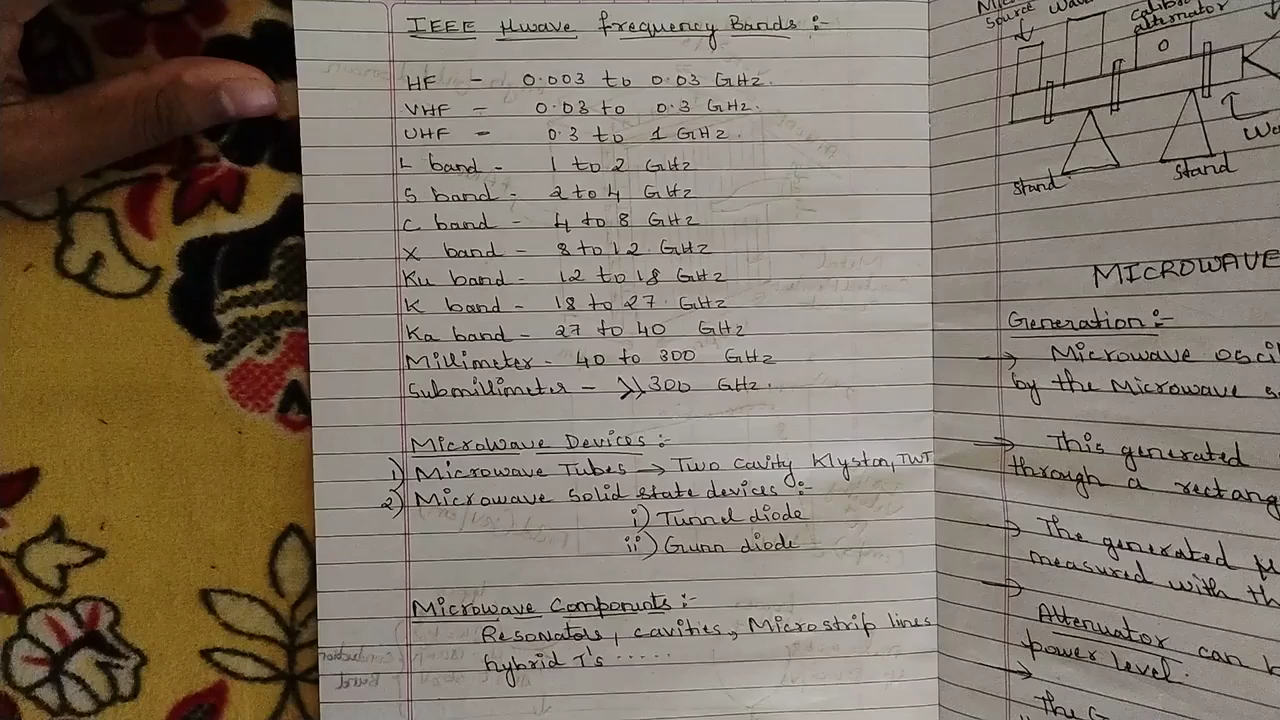 IEEE μwave frequency Bands :-
HF - 0.003 to 0.03 GHz.
VHF - 0.03 to 0.3 GHz.
UHF - 0.3 to 1 GHz.
L band - 1 to 2 GHz
S band - 2 to 4 GHz
C band - 4 to 8 GHz
X band - 8 to 12 GHz
Ku band - 12 to 18 GHz
K band - 18 to 27 GHz
Ka band - 27 to 40 GHz
Millimeter - 40 to 300 GHz
Submillimeter - >>300 GHz.
Microwave Devices :-
1) Microwave Tubes → Two cavity Klyston, TWT
2) Microwave Solid state devices :-
i) Tunnel diode
ii) Gunn diode
Microwave Components :-
Resonators, cavities, Microstrip lines
hybrid T's .....
source
alternator
stand
stand
MICROWAVE
Generation :-
→ Microwave
by the Microwave
→ This generated
through a
→ The generated
measured with
→ Attenuator can
power level.
→ The